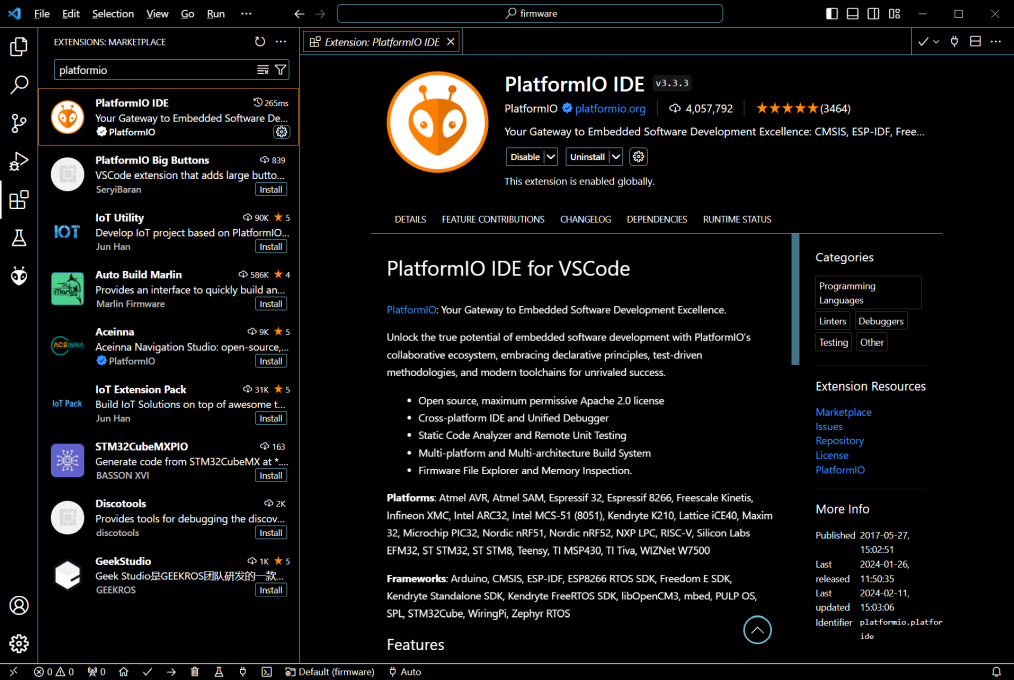 File Edit Selection View Go Run ···
firmware
EXTENSIONS: MARKETPLACE
platformio
PlatformIO IDE 265ms
Your Gateway to Embedded Software De...
PlatformIO
PlatformIO Big Buttons 839
VSCode extension that adds large butto...
SeryiBaran Install
IoT Utility 90K ★ 5
Develop IoT project based on PlatformIO...
Jun Han Install
IOT
Auto Build Marlin 586K ★ 4
Provides an interface to quickly build an...
Marlin Firmware Install
Marlin
Aceinna 9K ★ 5
Aceinna Navigation Studio: open-source,...
PlatformIO Install
ACEINNA
IoT Extension Pack 31K ★ 5
Build IoT Solutions on top of awesome t...
Jun Han Install
IoT Pack
STM32CubeMXPIO 163
Generate code from STM32CubeMX at *....
BASSON XVI Install
Discotools 2K
Provides tools for debugging the discov...
discotools Install
GeekStudio 1K ★ 5
Geek Studio是GEEKROS团队研发的一款...
GEEKROS Install
Extension: PlatformIO IDE
PlatformIO IDE v3.3.3
PlatformIO platformio.org 4,057,792 ★★★★★(3464)
Your Gateway to Embedded Software Development Excellence: CMSIS, ESP-IDF, Free...
Disable Uninstall
This extension is enabled globally.
DETAILS FEATURE CONTRIBUTIONS CHANGELOG DEPENDENCIES RUNTIME STATUS
PlatformIO IDE for VSCode
PlatformIO: Your Gateway to Embedded Software Development Excellence.
Unlock the true potential of embedded software development with PlatformIO's
collaborative ecosystem, embracing declarative principles, test-driven
methodologies, and modern toolchains for unrivaled success.
• Open source, maximum permissive Apache 2.0 license
• Cross-platform IDE and Unified Debugger
• Static Code Analyzer and Remote Unit Testing
• Multi-platform and Multi-architecture Build System
• Firmware File Explorer and Memory Inspection.
Platforms: Atmel AVR, Atmel SAM, Espressif 32, Espressif 8266, Freescale Kinetis,
Infineon XMC, Intel ARC32, Intel MCS-51 (8051), Kendryte K210, Lattice iCE40, Maxim
32, Microchip PIC32, Nordic nRF51, Nordic nRF52, NXP LPC, RISC-V, Silicon Labs
EFM32, ST STM32, ST STM8, Teensy, TI MSP430, TI Tiva, WIZNet W7500
Frameworks: Arduino, CMSIS, ESP-IDF, ESP8266 RTOS SDK, Freedom E SDK,
Kendryte Standalone SDK, Kendryte FreeRTOS SDK, libOpenCM3, mbed, PULP OS,
SPL, STM32Cube, WiringPi, Zephyr RTOS
Features
Categories
Programming
Languages
Linters Debuggers
Testing Other
Extension Resources
Marketplace
Issues
Repository
License
PlatformIO
More Info
Published 2017-05-27,
15:02:51
Last 2024-01-26,
released 11:50:35
Last 2024-02-11,
updated 15:03:06
Identifier platformio.platfor
ide
0 0 0 Default (firmware) Auto